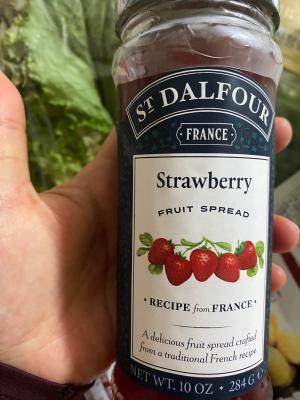 ST DALFOUR
FRANCE
Strawberry
FRUIT SPREAD
• RECIPE from FRANCE •
A delicious fruit spread crafted
from a traditional French recipe.
NET WT. 10 OZ • 284 G